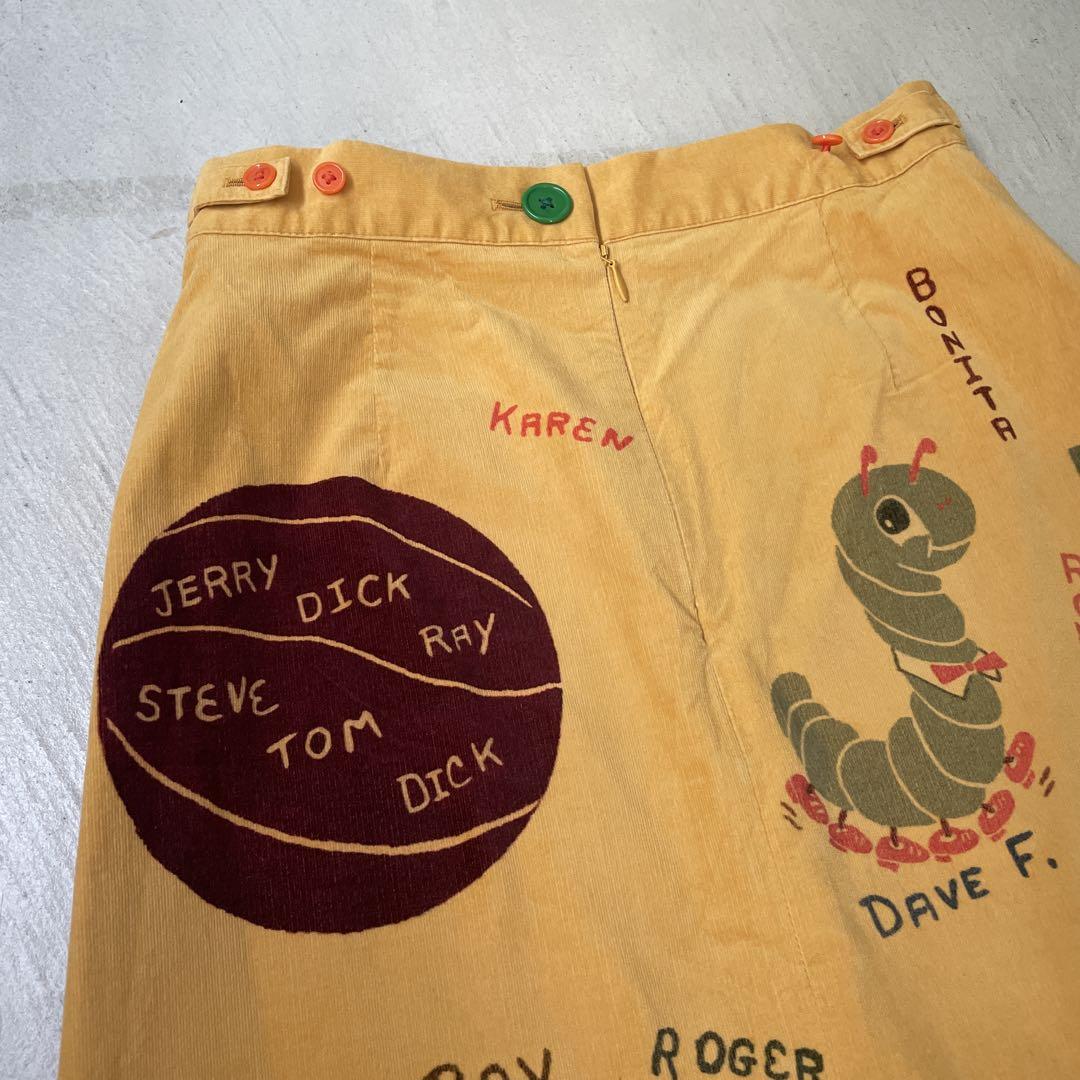 BONITA
KAREN
JERRY
DICK
RAY
STEVE
TOM
DICK
DAVE F.
ROGER